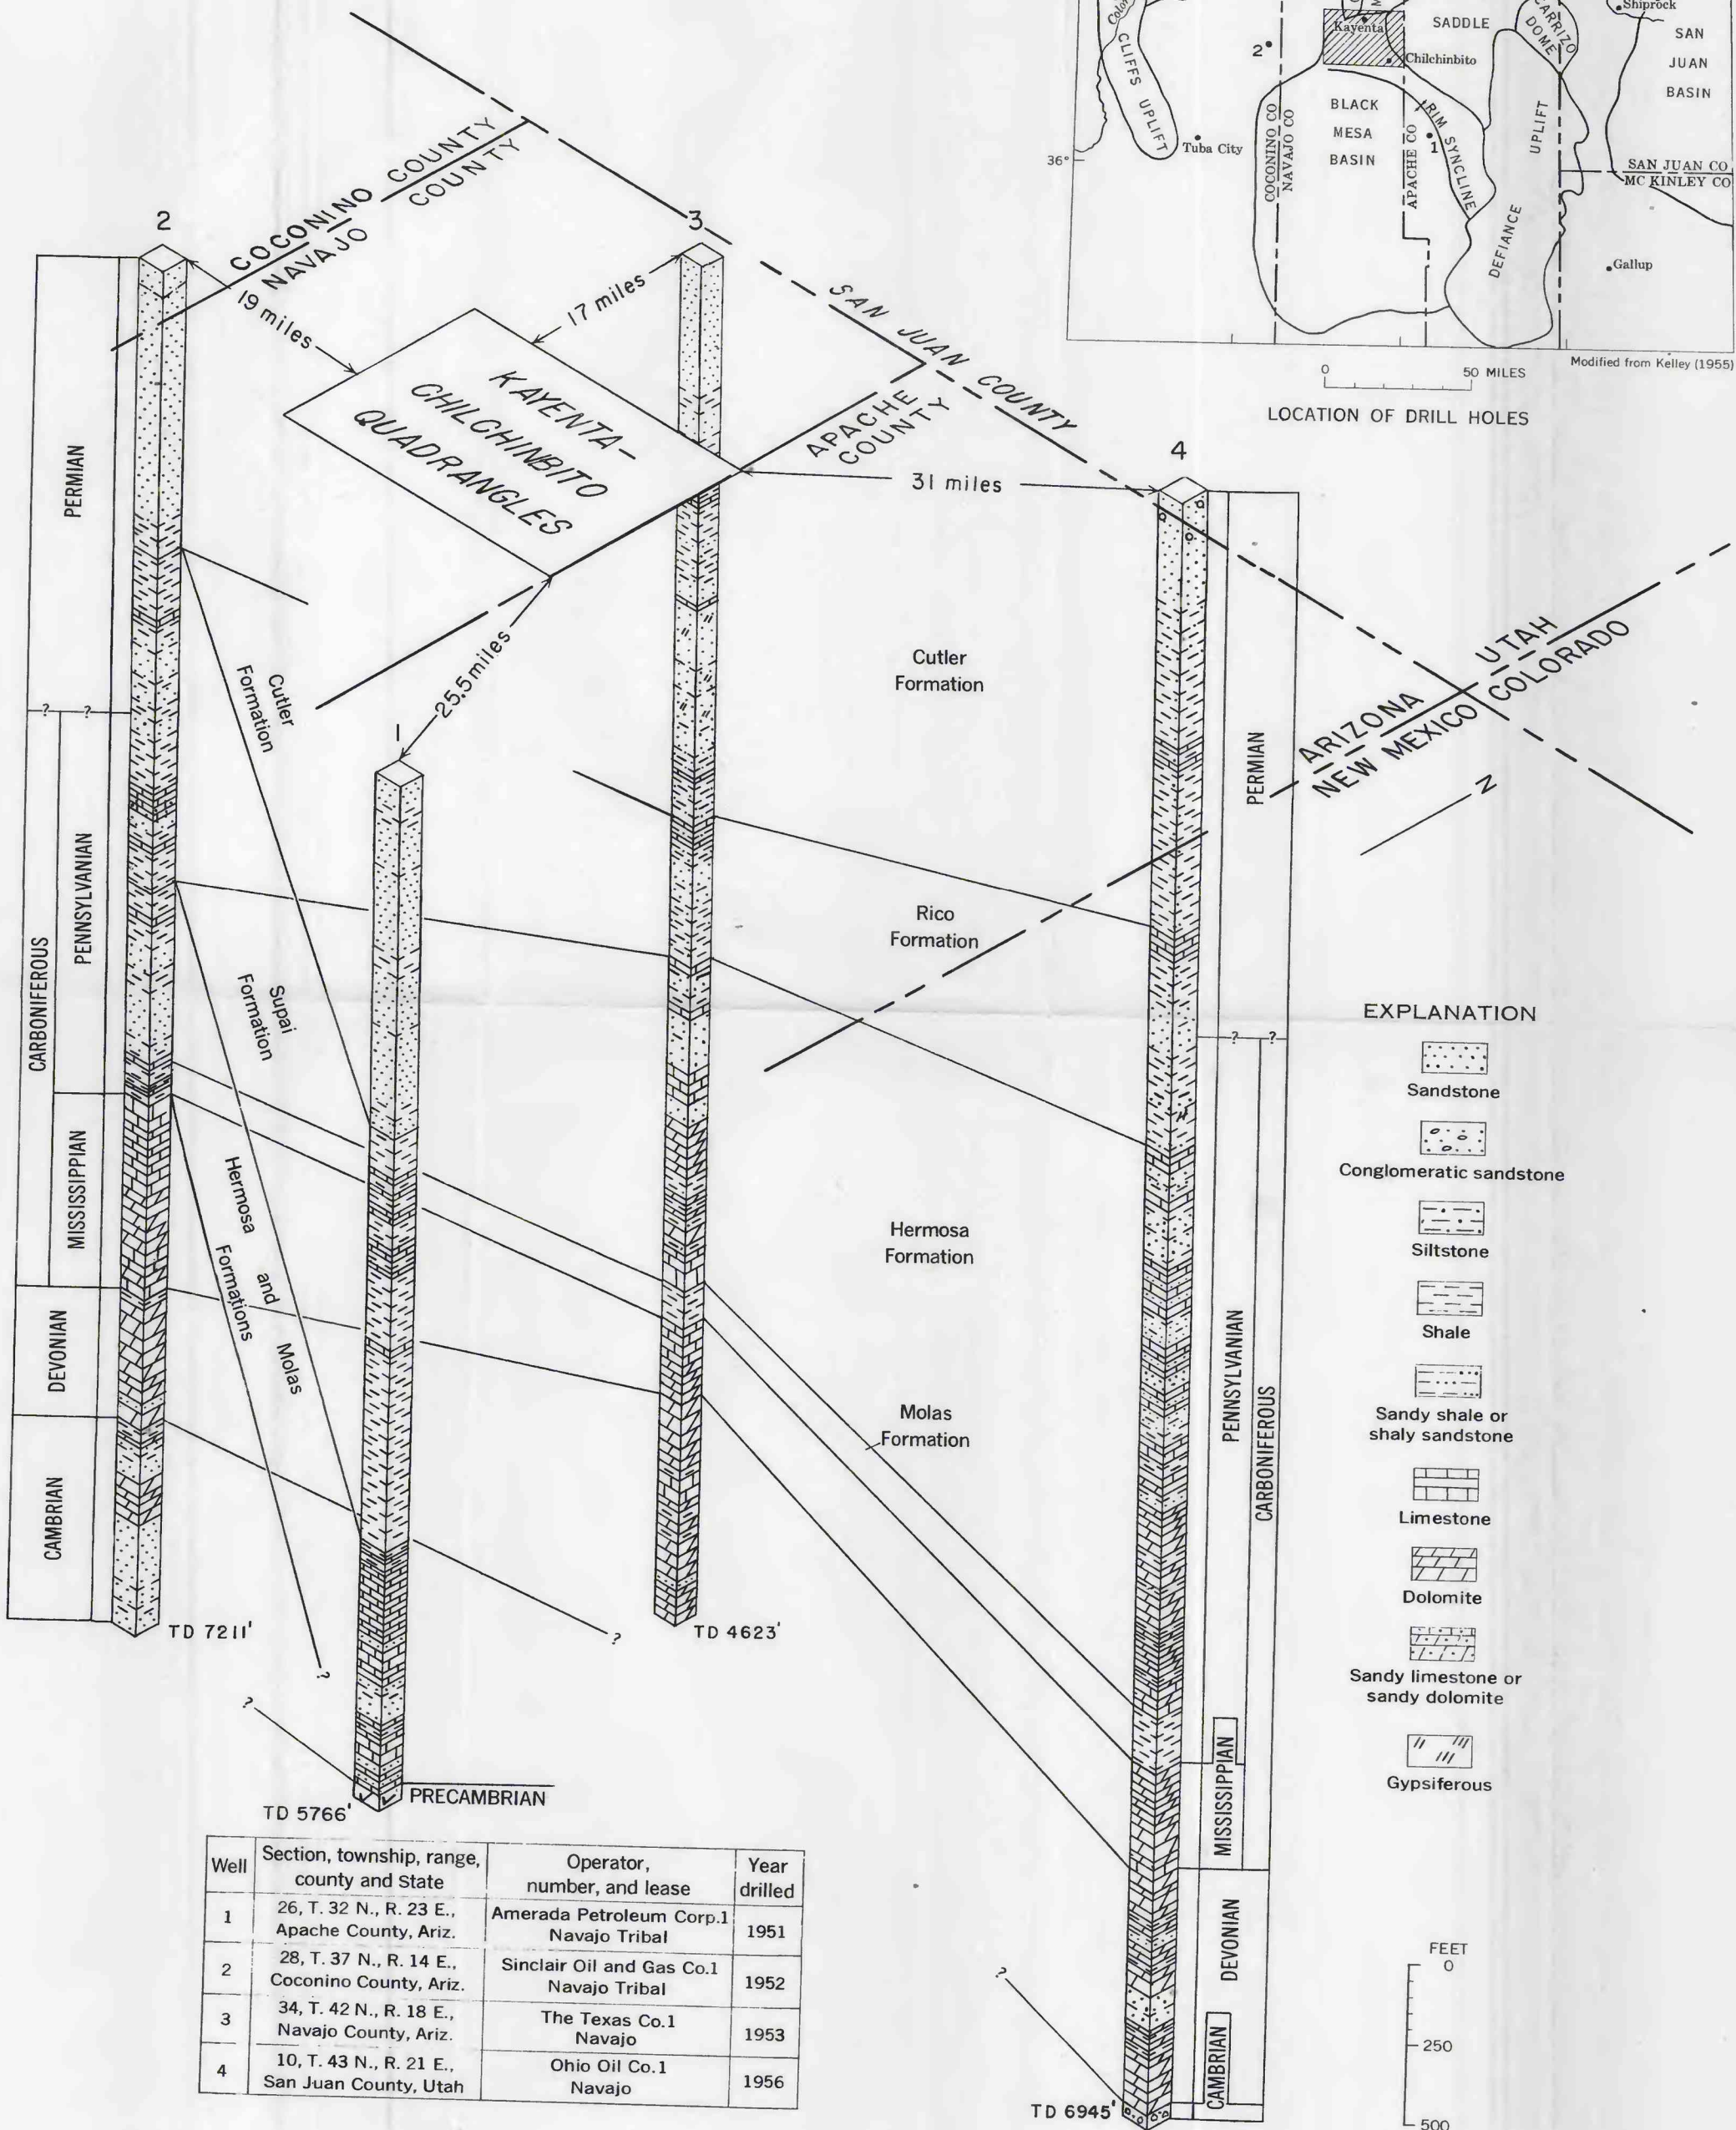 Shiprock
SADDLE
CARRIZO
DOME
SAN
JUAN
BASIN
Kayenta
Chilchinbito
2
CLIFFS UPLIFT
BLACK
MESA
BASIN
RIM SYNCLINE
1
UPLIFT
DEFIANCE
Tuba City
36°
COCONINO CO
NAVAJO CO
APACHE CO
SAN JUAN CO
MC KINLEY CO
Gallup
0 50 MILES
Modified from Kelley (1955)
LOCATION OF DRILL HOLES
COCONINO COUNTY
NAVAJO COUNTY
2
3
19 miles
17 miles
SAN JUAN COUNTY
KAYENTA-
CHILCHINBITO
QUADRANGLES
APACHE
COUNTY
4
31 miles
25.5 miles
1
UTAH
COLORADO
ARIZONA
NEW MEXICO
N
PERMIAN
? ?
CARBONIFEROUS
PENNSYLVANIAN
MISSISSIPPIAN
DEVONIAN
CAMBRIAN
Cutler
Formation
Supai
Formation
Hermosa and Molas
Formations
Cutler
Formation
Rico
Formation
Hermosa
Formation
Molas
Formation
PERMIAN
? ?
PENNSYLVANIAN
CARBONIFEROUS
MISSISSIPPIAN
DEVONIAN
CAMBRIAN
TD 7211'
?
?
?
TD 4623'
PRECAMBRIAN
TD 5766'
?
TD 6945'
EXPLANATION
Sandstone
Conglomeratic sandstone
Siltstone
Shale
Sandy shale or
shaly sandstone
Limestone
Dolomite
Sandy limestone or
sandy dolomite
Gypsiferous
FEET
0
250
500
Well Section, township, range, county and State Operator, number, and lease Year drilled
1 26, T. 32 N., R. 23 E., Apache County, Ariz. Amerada Petroleum Corp.1 Navajo Tribal 1951
2 28, T. 37 N., R. 14 E., Coconino County, Ariz. Sinclair Oil and Gas Co.1 Navajo Tribal 1952
3 34, T. 42 N., R. 18 E., Navajo County, Ariz. The Texas Co.1 Navajo 1953
4 10, T. 43 N., R. 21 E., San Juan County, Utah Ohio Oil Co.1 Navajo 1956